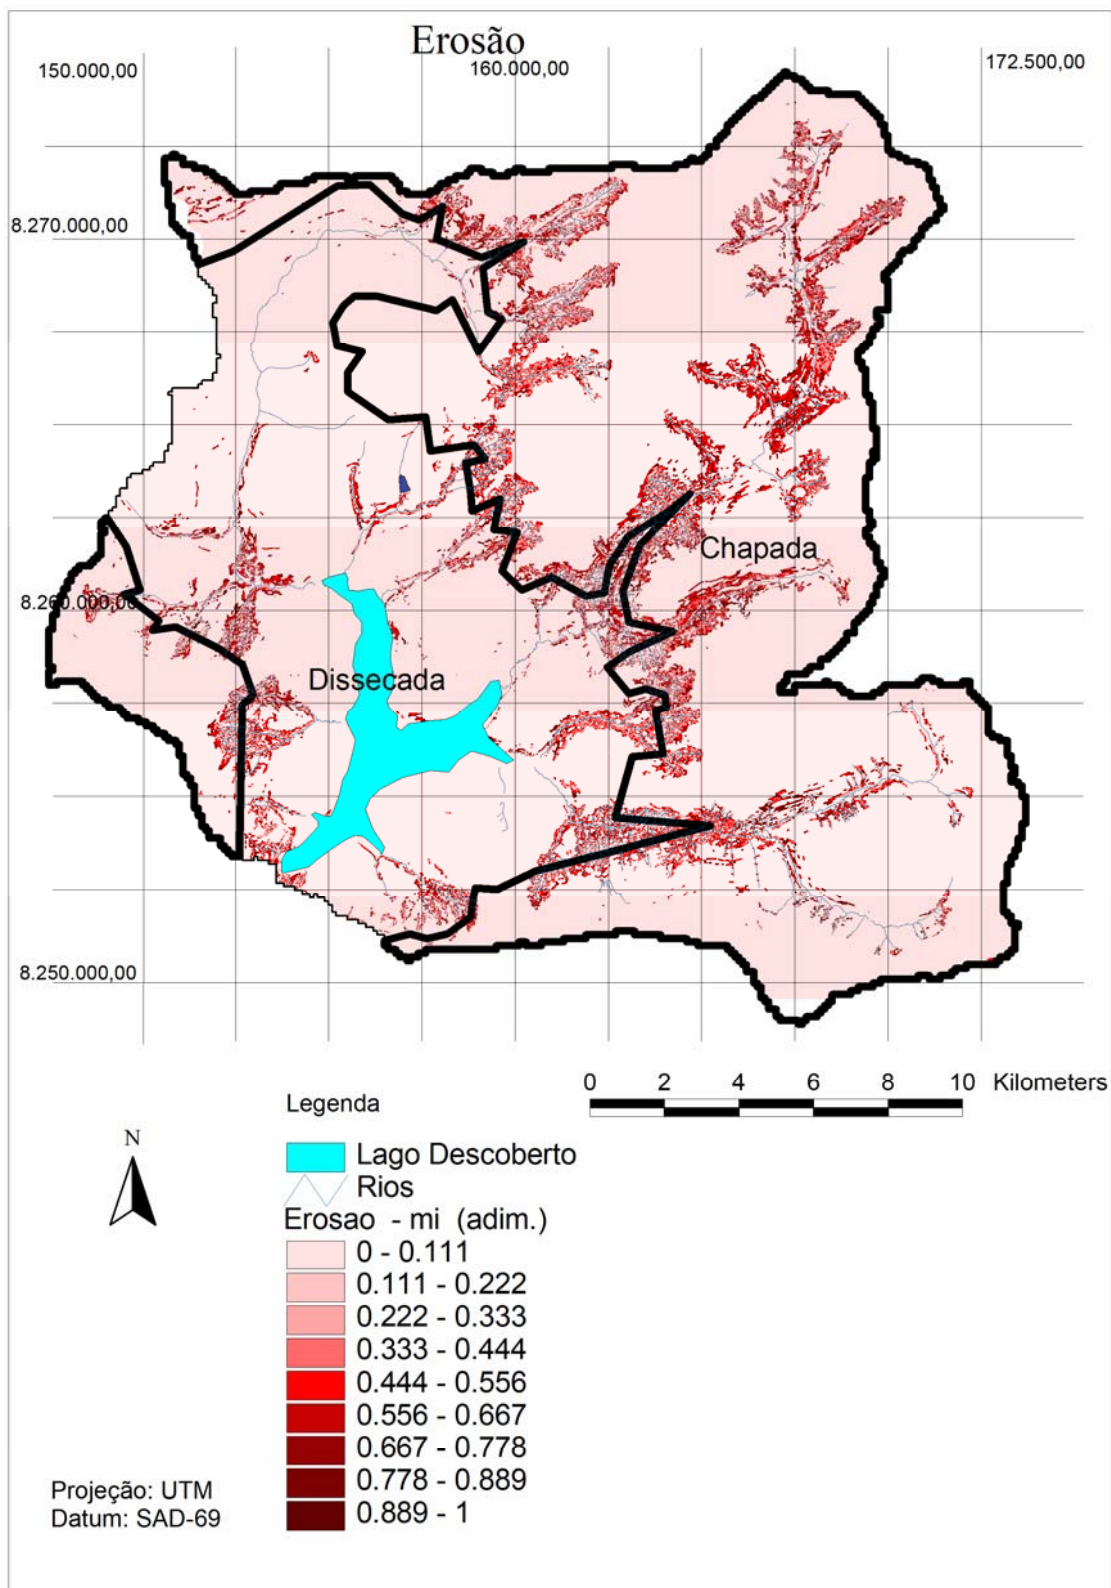 Erosão
150.000,00
160.000,00
172.500,00
8.270.000,00
Chapada
8.260.000,00
Dissecada
8.250.000,00
0 2 4 6 8 10 Kilometers
Legenda
N
Lago Descoberto
Rios
Erosao - mi (adim.)
0 - 0.111
0.111 - 0.222
0.222 - 0.333
0.333 - 0.444
0.444 - 0.556
0.556 - 0.667
0.667 - 0.778
0.778 - 0.889
0.889 - 1
Projeção: UTM
Datum: SAD-69